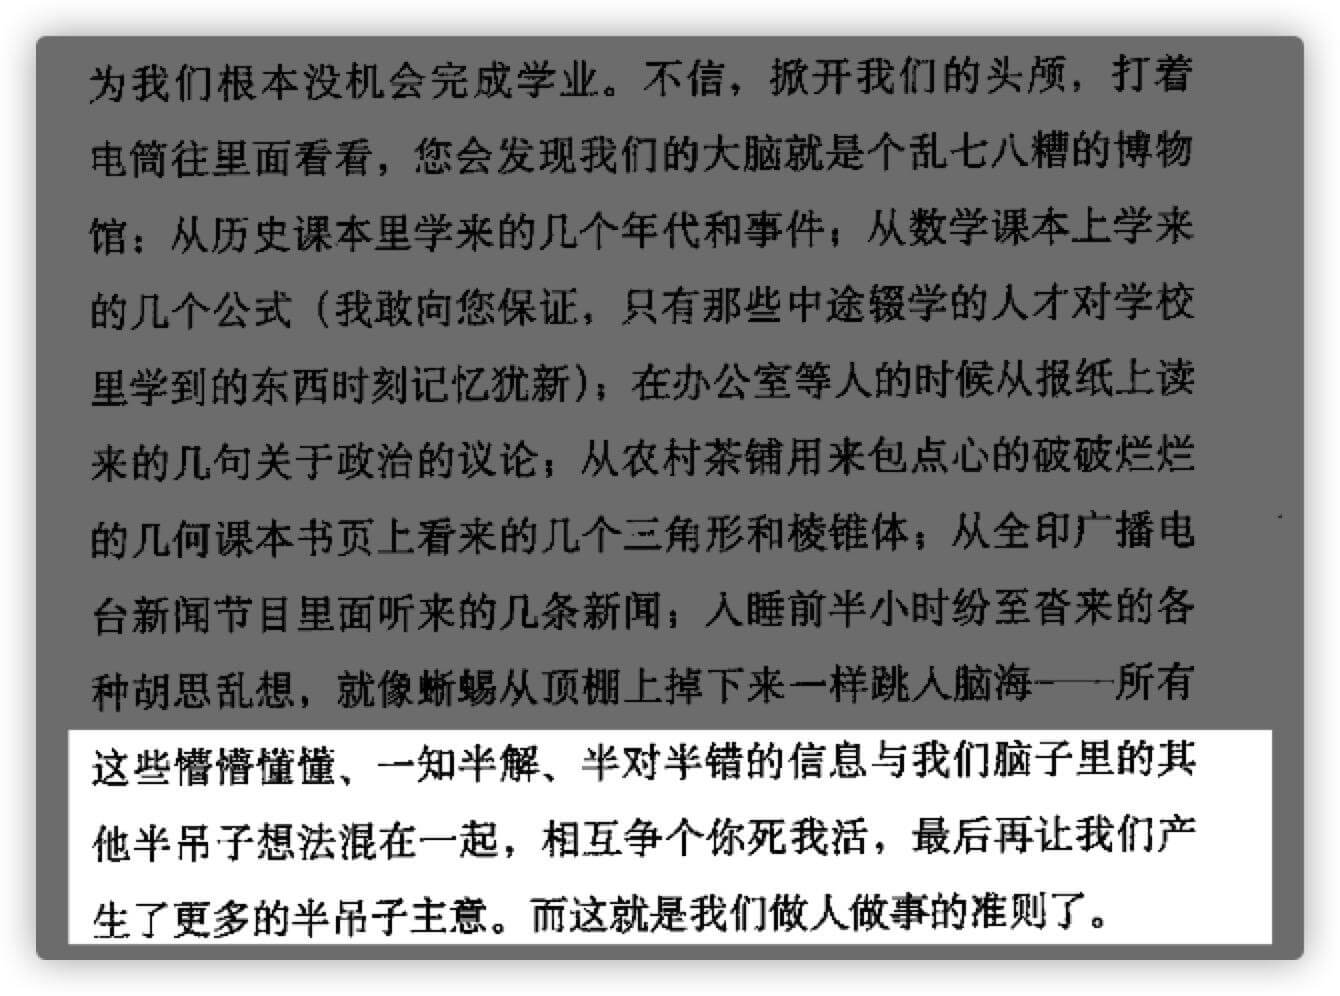 为我们根本没机会完成学业。不信，掀开我们的头颅，打着
电筒往里面看看，您会发现我们的大脑就是个乱七八糟的博物
馆：从历史课本里学来的几个年代和事件；从数学课本上学来
的几个公式（我敢向您保证，只有那些中途辍学的人才对学校
里学到的东西时刻记忆犹新）；在办公室等人的时候从报纸上读
来的几句关于政治的议论；从农村茶铺用来包点心的破破烂烂
的几何课本书页上看来的几个三角形和棱锥体；从全印广播电
台新闻节目里面听来的几条新闻；入睡前半小时纷至沓来的各
种胡思乱想，就像蜥蜴从顶棚上掉下来一样跳入脑海——所有
这些懵懵懂懂、一知半解、半对半错的信息与我们脑子里的其
他半吊子想法混在一起，相互争个你死我活，最后再让我们产
生了更多的半吊子主意。而这就是我们做人做事的准则了。